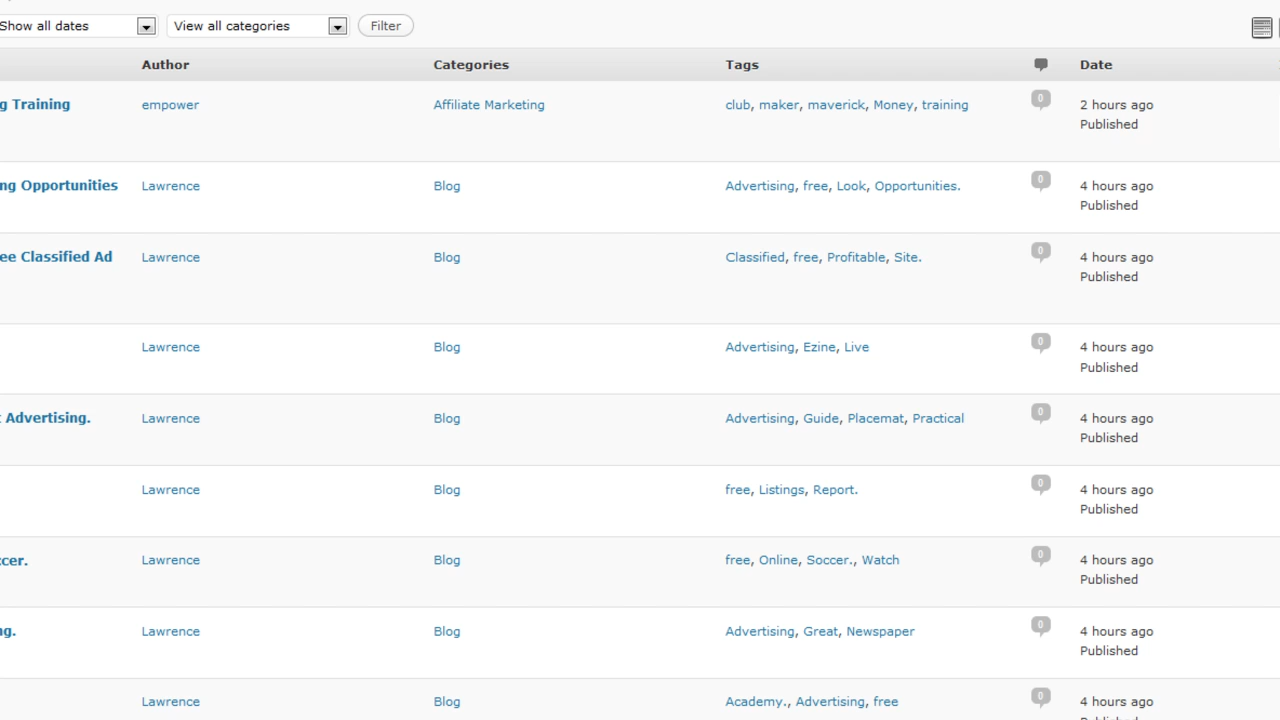 Show all dates View all categories Filter
Author Categories Tags Date
g Training empower Affiliate Marketing club, maker, maverick, Money, training 0 2 hours ago
Published
ng Opportunities Lawrence Blog Advertising, free, Look, Opportunities. 0 4 hours ago
Published
ee Classified Ad Lawrence Blog Classified, free, Profitable, Site. 0 4 hours ago
Published
Lawrence Blog Advertising, Ezine, Live 0 4 hours ago
Published
t Advertising. Lawrence Blog Advertising, Guide, Placemat, Practical 0 4 hours ago
Published
Lawrence Blog free, Listings, Report. 0 4 hours ago
Published
ccer. Lawrence Blog free, Online, Soccer., Watch 0 4 hours ago
Published
ng. Lawrence Blog Advertising, Great, Newspaper 0 4 hours ago
Published
Lawrence Blog Academy., Advertising, free 0 4 hours ago